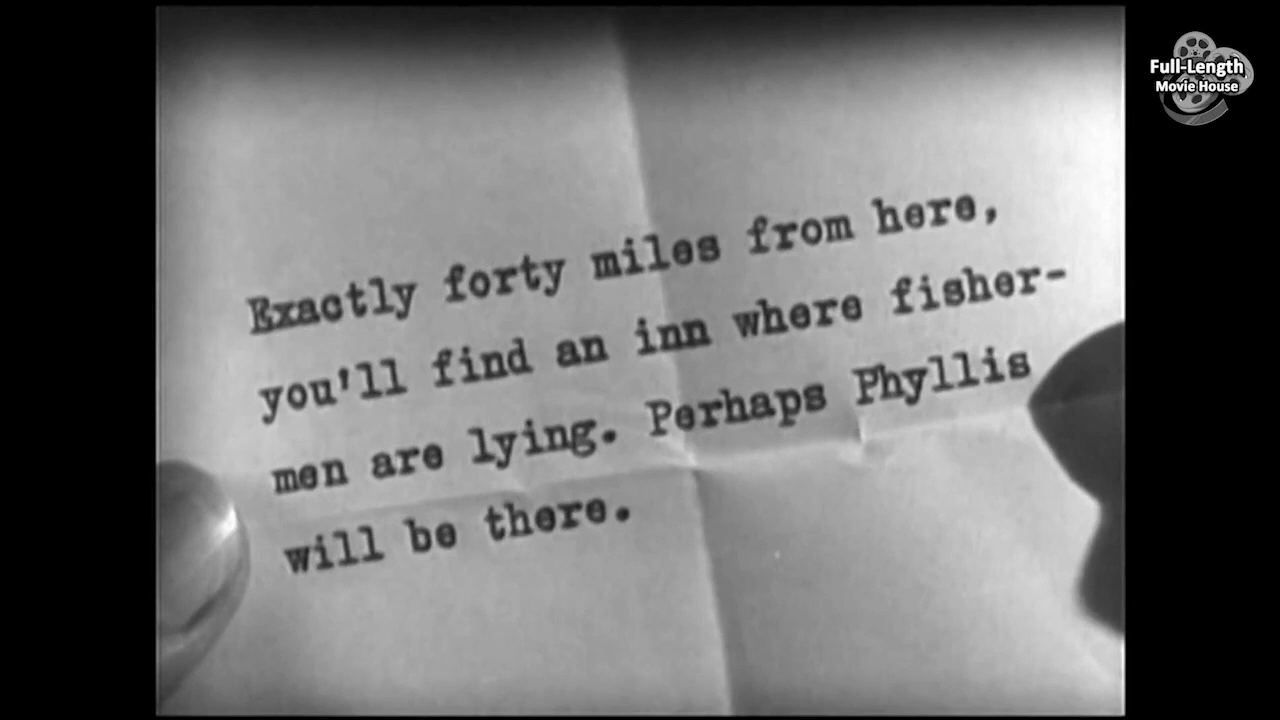 Full-Length
Movie House
Exactly forty miles from here,
you'll find an inn where fisher-
men are lying. Perhaps Phyllis
will be there.